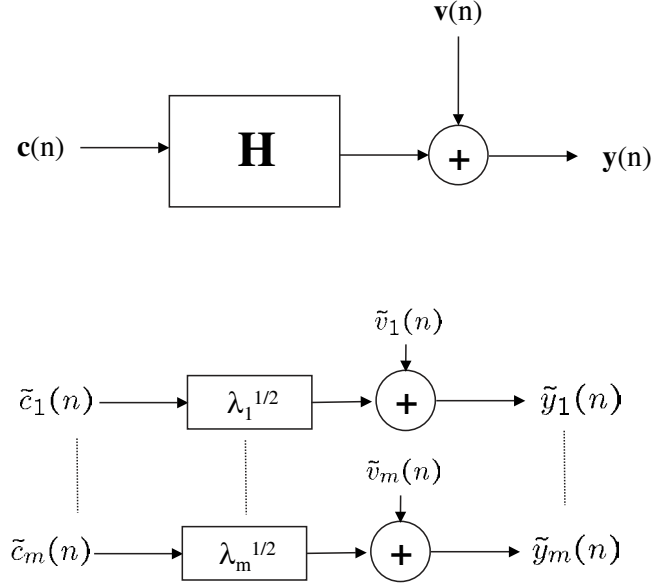 v(n)
c(n) H + y(n)
ṽ₁(n)
c̃₁(n) λ₁^1/2 + ỹ₁(n)
ṽₘ(n)
c̃ₘ(n) λₘ^1/2 + ỹₘ(n)